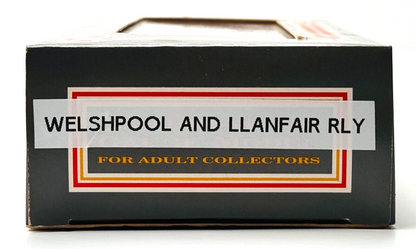 WELSHPOOL AND LLANFAIR RLY
FOR ADULT COLLECTORS